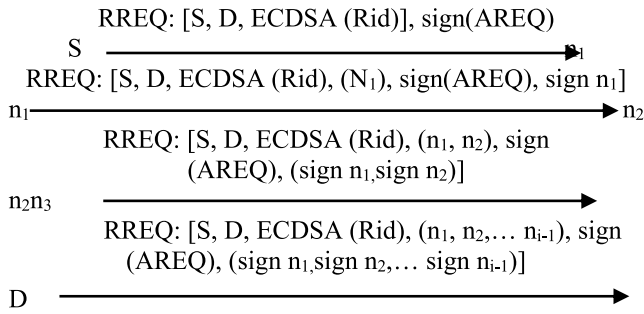 RREQ: [S, D, ECDSA (Rid)], sign(AREQ)
S n₁
RREQ: [S, D, ECDSA (Rid), (N₁), sign(AREQ), sign n₁]
n₁ n₂
RREQ: [S, D, ECDSA (Rid), (n₁, n₂), sign
(AREQ), (sign n₁,sign n₂)]
n₂n₃
RREQ: [S, D, ECDSA (Rid), (n₁, n₂,… nᵢ₋₁), sign
(AREQ), (sign n₁,sign n₂,… sign nᵢ₋₁)]
D